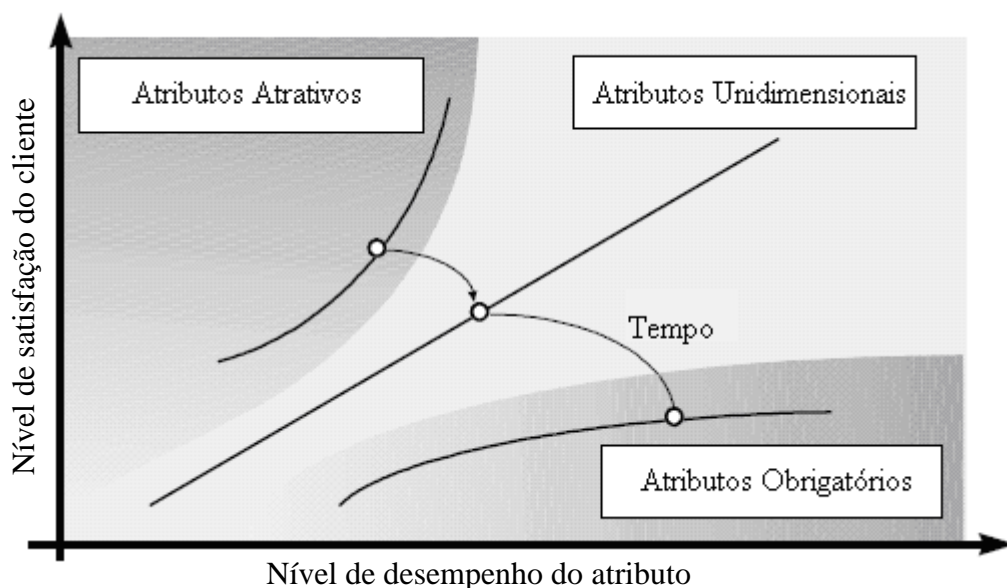 Atributos Atrativos
Atributos Unidimensionais
Nível de satisfação do cliente
Tempo
Atributos Obrigatórios
Nível de desempenho do atributo